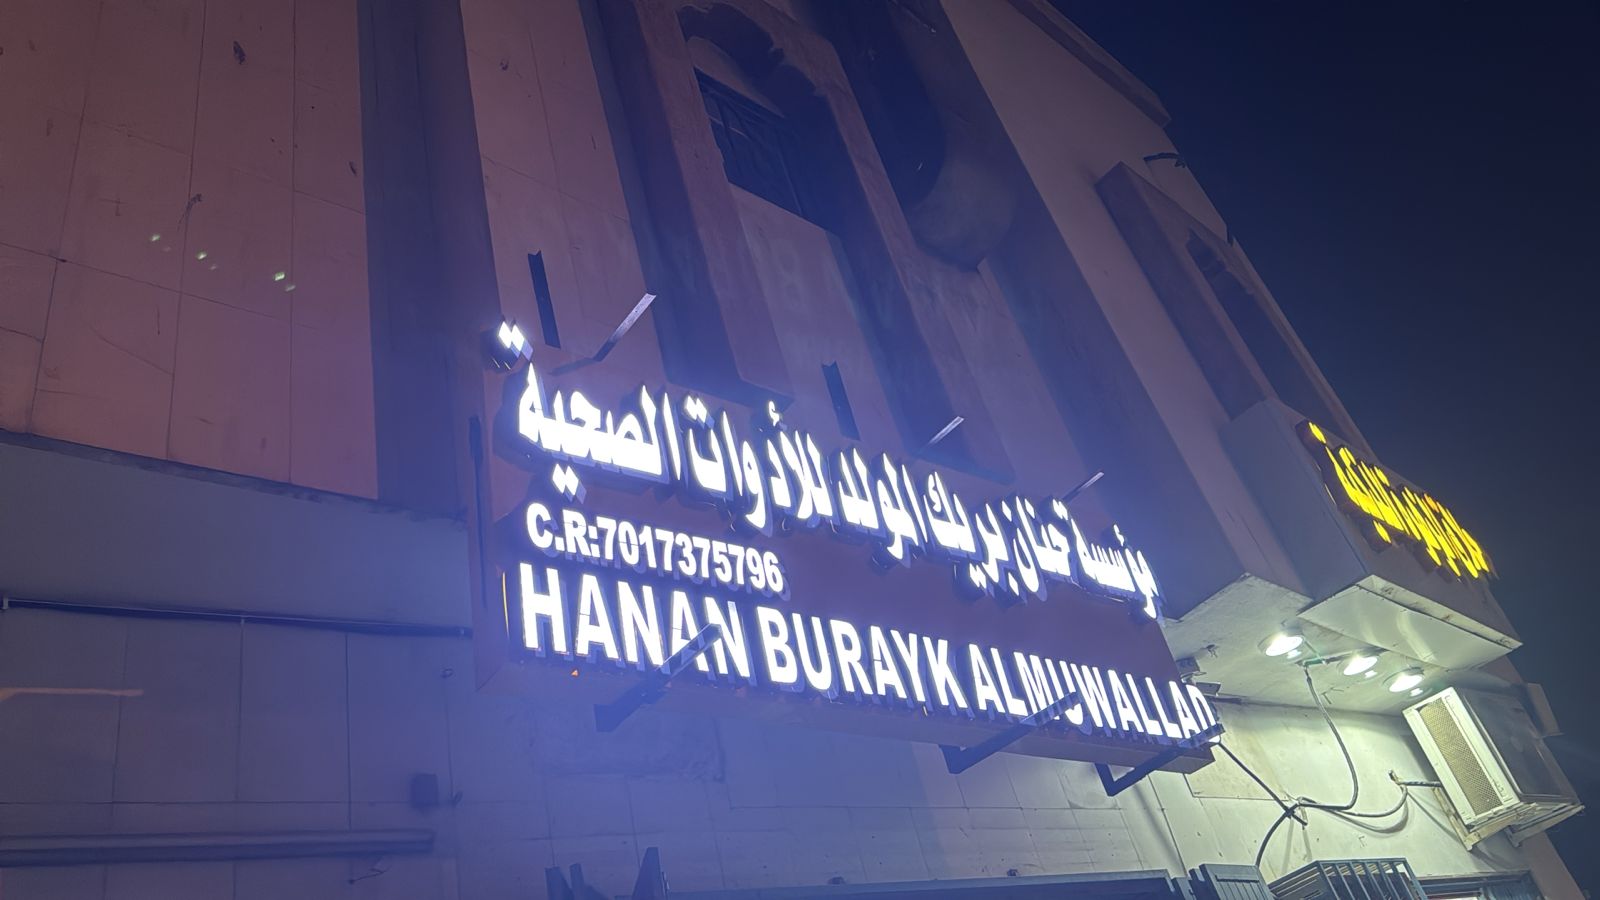 مؤسسة حنان بريك المولد للأدوات الصحية
C.R:7017375796
HANAN BURAYK ALMUWALLAD